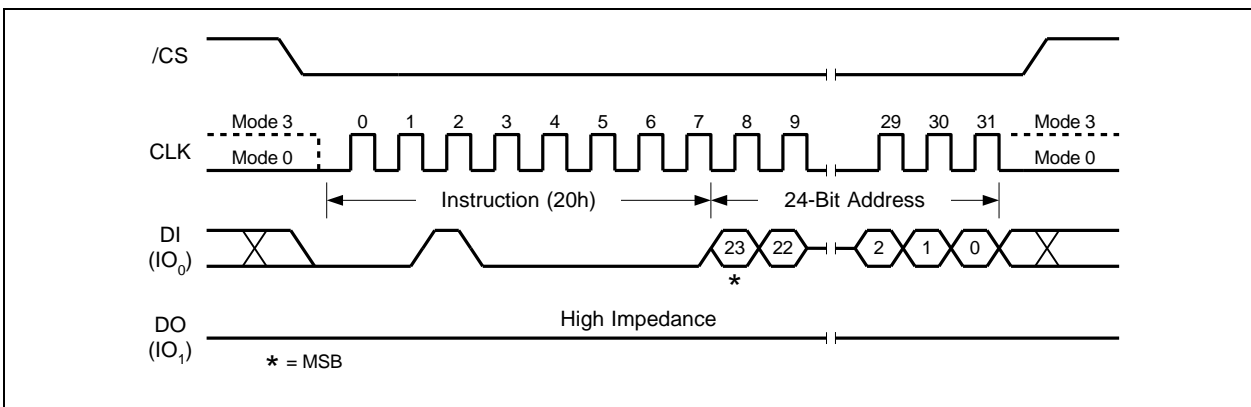 /CS
Mode 3 0 1 2 3 4 5 6 7 8 9 29 30 31 Mode 3
CLK
Mode 0 Mode 0
Instruction (20h) 24-Bit Address
DI
(IO0)
23 22 2 1 0
*
DO
(IO1)
High Impedance
* = MSB